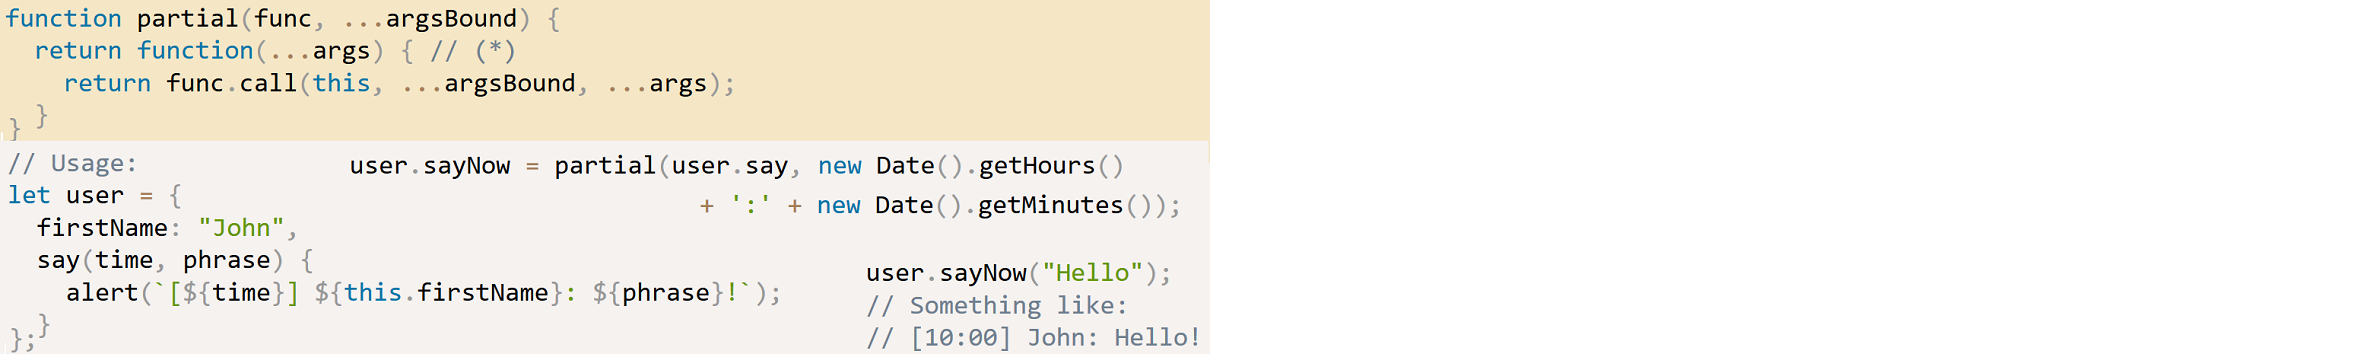 function partial(func, ...argsBound) {
  return function(...args) { // (*)
    return func.call(this, ...argsBound, ...args);
  }
}
// Usage:
let user = {
  firstName: "John",
  say(time, phrase) {
    alert(`[${time}] ${this.firstName}: ${phrase}!`);
  }
};
user.sayNow = partial(user.say, new Date().getHours()
+ ':' + new Date().getMinutes());
user.sayNow("Hello");
// Something like:
// [10:00] John: Hello!